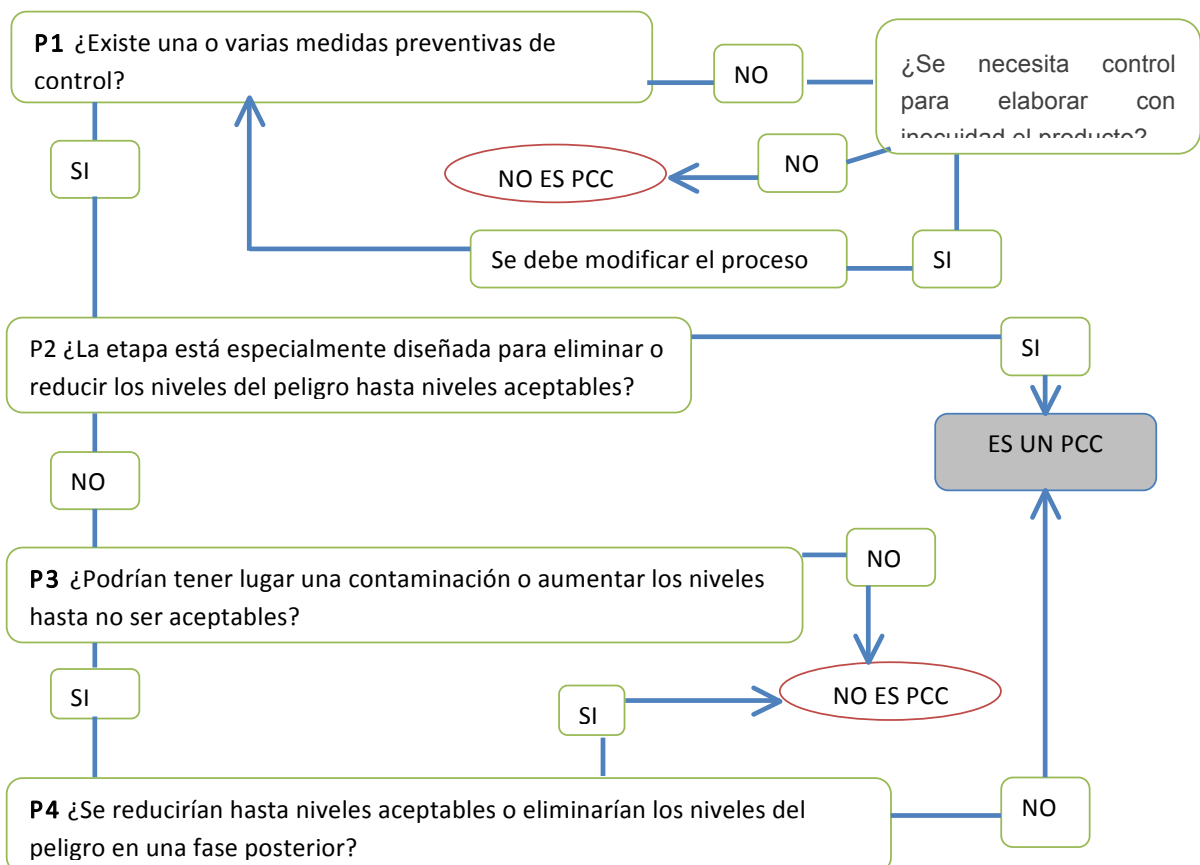 P1 ¿Existe una o varias medidas preventivas de
control?
NO
¿Se necesita control
para elaborar con
inocuidad el producto?
SI
NO
NO ES PCC
Se debe modificar el proceso
SI
P2 ¿La etapa está especialmente diseñada para eliminar o
reducir los niveles del peligro hasta niveles aceptables?
SI
ES UN PCC
NO
P3 ¿Podrían tener lugar una contaminación o aumentar los niveles
hasta no ser aceptables?
NO
SI
NO ES PCC
SI
P4 ¿Se reducirían hasta niveles aceptables o eliminarían los niveles del
peligro en una fase posterior?
NO